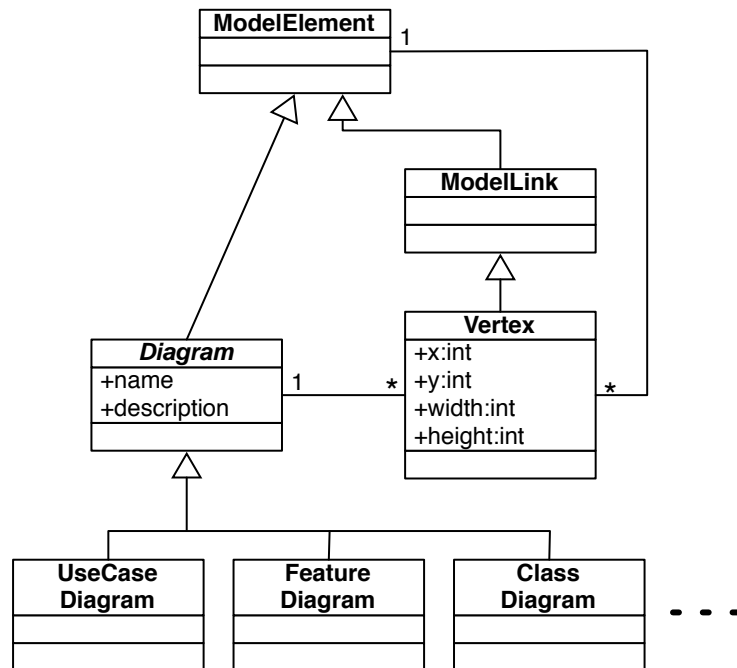 ModelElement
1
ModelLink
Diagram
+name
+description
1
*
Vertex
+x:int
+y:int
+width:int
+height:int
*
UseCase
Diagram
Feature
Diagram
Class
Diagram